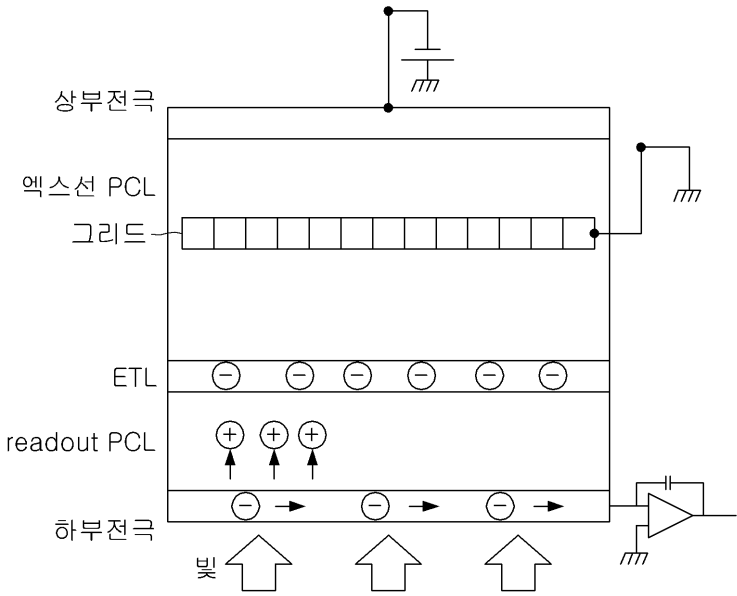 상부전극
엑스선 PCL
그리드
ETL
− − − − − −
readout PCL
+ + +
− − −
하부전극
빛